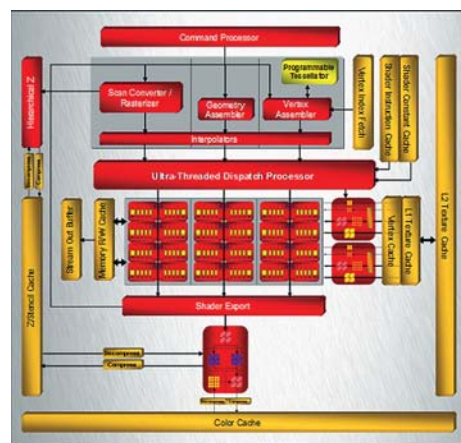 Command Processor
Programmable
Tessellator
Hierarchical Z
Scan Converter /
Rasterizer
Geometry
Assembler
Vertex
Assembler
Vertex Index Fetch
Shader Instruction Cache
Shader Constant Cache
Interpolators
Ultra-Threaded Dispatch Processor
Stream Out Buffer
Memory R/W Cache
Vertex Cache
L1 Texture Cache
L2 Texture Cache
Z/Stencil Cache
Shader Export
Decompress
Compress
Color Cache